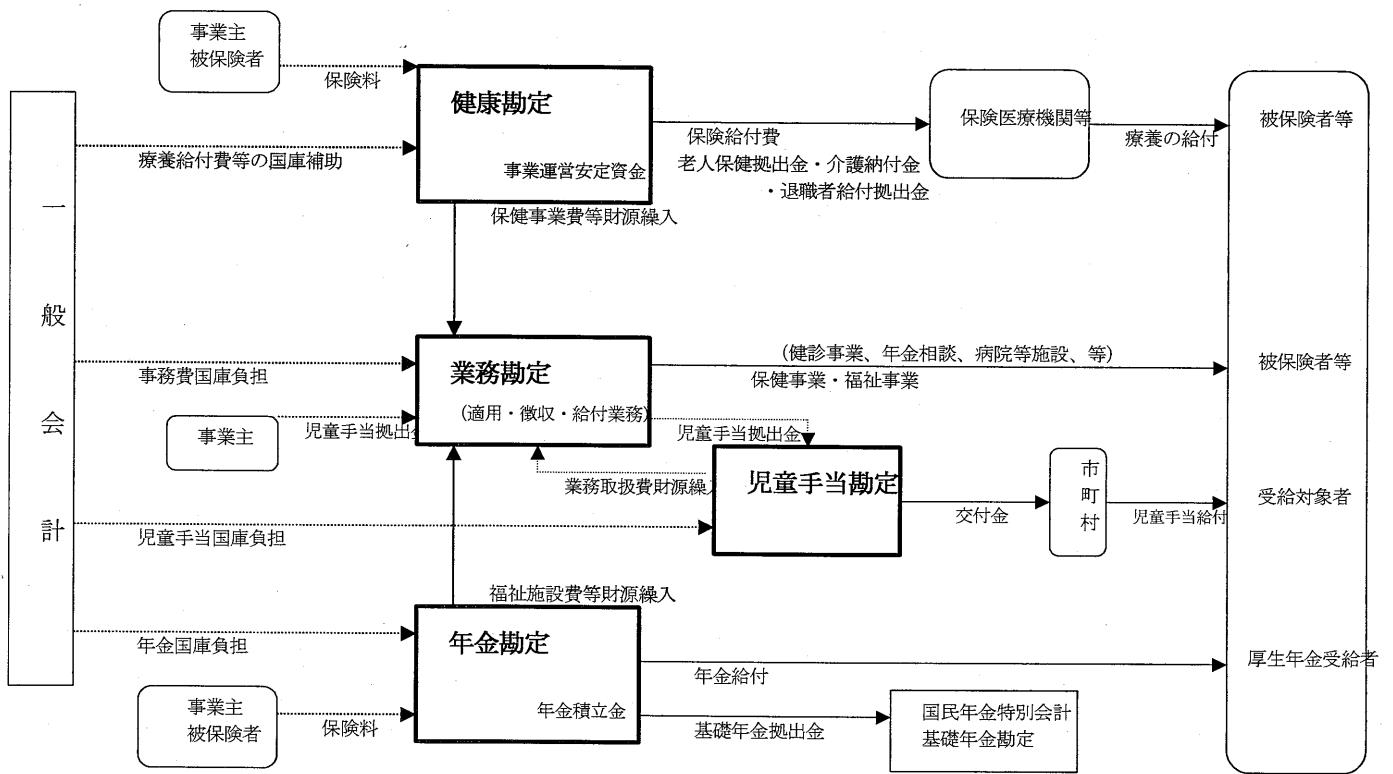 事業主
被保険者
保険料
健康勘定
事業運営安定資金
療養給付費等の国庫補助
保険給付費
老人保健拠出金・介護納付金
・退職者給付拠出金
保険医療機関等
療養の給付
被保険者等
保健事業費等財源繰入
一般会計
事務費国庫負担
業務勘定
(適用・徴収・給付業務)
(健診事業、年金相談、病院等施設、等)
保健事業・福祉事業
被保険者等
事業主
児童手当拠出金
児童手当拠出金
業務取扱費財源繰入
児童手当勘定
交付金
市町村
児童手当給付
受給対象者
児童手当国庫負担
福祉施設費等財源繰入
年金国庫負担
年金勘定
年金積立金
年金給付
厚生年金受給者
事業主
被保険者
保険料
基礎年金拠出金
国民年金特別会計
基礎年金勘定